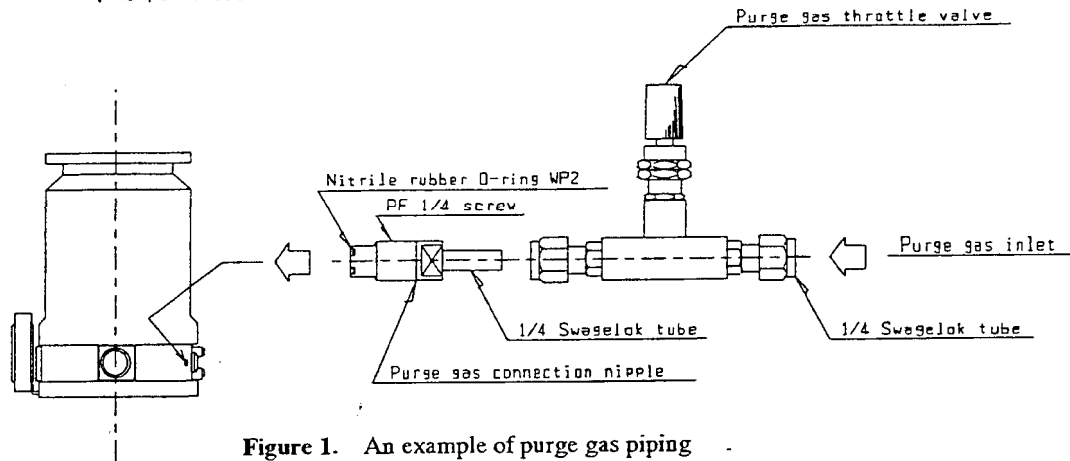 Purge gas throttle valve
Nitrile rubber O-ring WP2
PF 1/4 screw
Purge gas inlet
1/4 Swagelok tube
1/4 Swagelok tube
Purge gas connection nipple
Figure 1. An example of purge gas piping